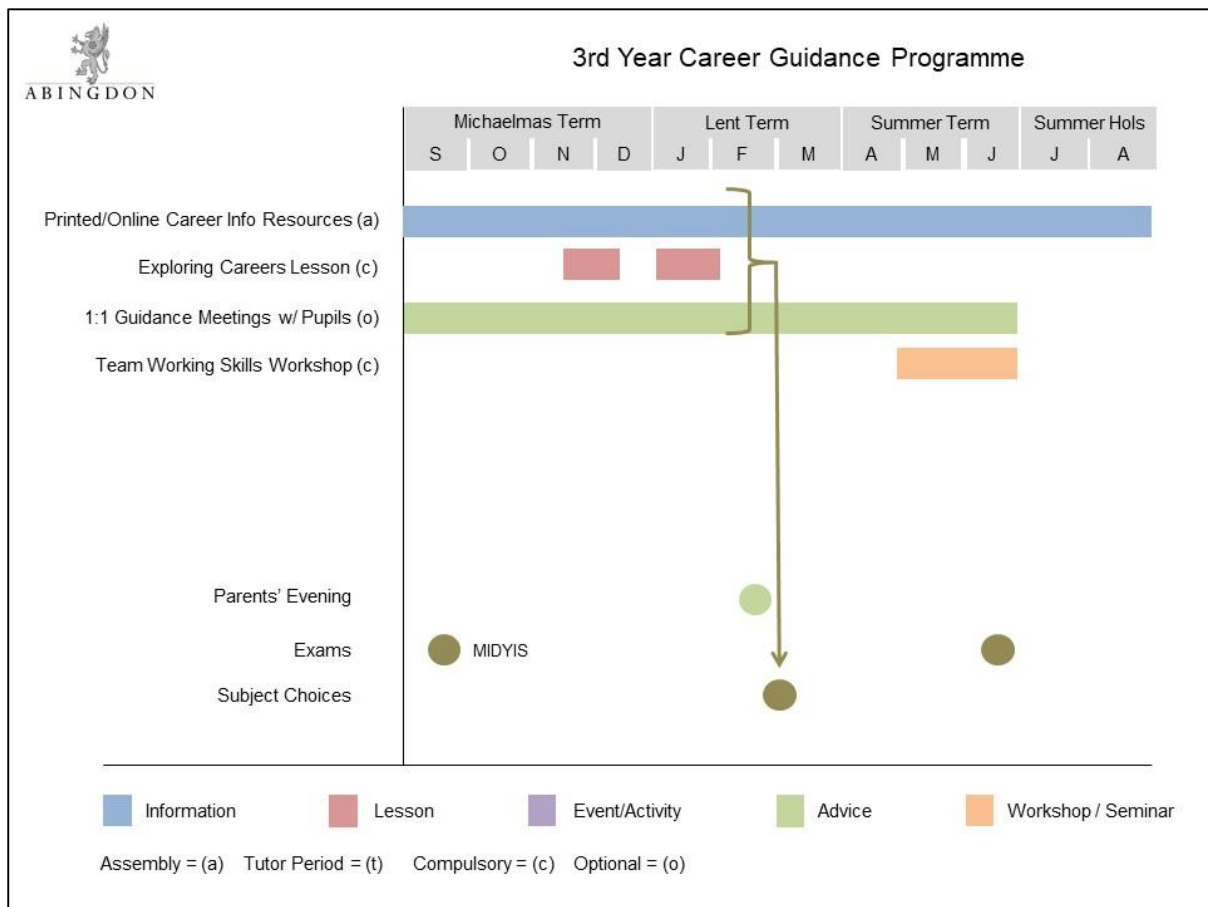 ABINGDON
3rd Year Career Guidance Programme
Michaelmas Term Lent Term Summer Term Summer Hols
S O N D J F M A M J J A
Printed/Online Career Info Resources (a)
Exploring Careers Lesson (c)
1:1 Guidance Meetings w/ Pupils (o)
Team Working Skills Workshop (c)
Parents' Evening
Exams MIDYIS
Subject Choices
Information Lesson Event/Activity Advice Workshop / Seminar
Assembly = (a) Tutor Period = (t) Compulsory = (c) Optional = (o)